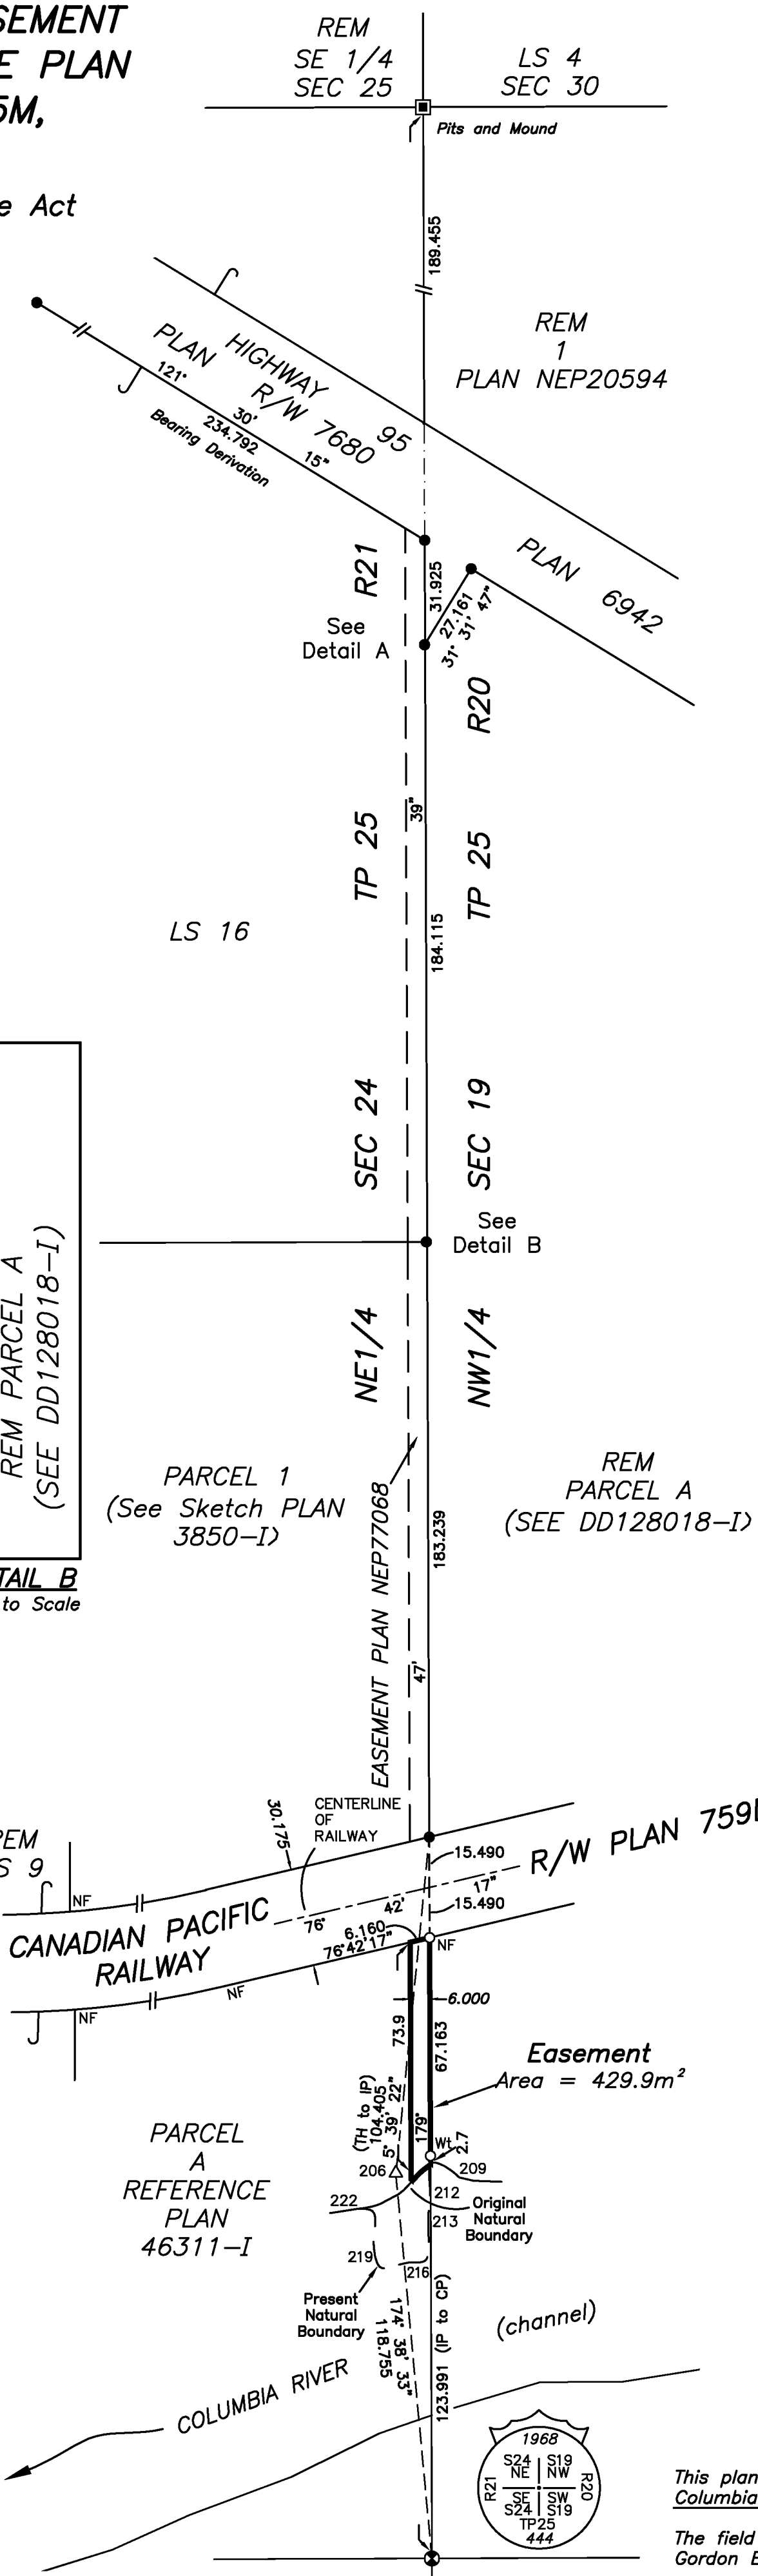 SEMENT
E PLAN
5M,
e Act
REM
SE 1/4
SEC 25
LS 4
SEC 30
Pits and Mound
189.455
REM
1
PLAN NEP20594
HIGHWAY 95
PLAN R/W 7680
121° 30' 15"
234.792
Bearing Derivation
PLAN 6942
R21
31.925
27.161
31° 31' 47"
See
Detail A
R20
39"
TP 25
TP 25
LS 16
184.115
SEC 24
SEC 19
See
Detail B
NE1/4
NW1/4
REM PARCEL A
(SEE DD128018-I)
TAIL B
to Scale
PARCEL 1
(See Sketch PLAN
3850-I)
REM
PARCEL A
(SEE DD128018-I)
EASEMENT PLAN NEP77068
183.239
47'
30.175
CENTERLINE
OF
RAILWAY
R/W PLAN 759
15.490
15.490
76° 42' 17"
REM
S 9
NF
CANADIAN PACIFIC
RAILWAY
6.160
76°42'17"
NF
NF
NF
6.000
73.9
67.163
Easement
Area = 429.9m²
(TH to IP)
104.405
5° 39' 22"
179°
Wt
2.7
206
209
212
213
222
219
216
Original
Natural
Boundary
Present
Natural
Boundary
PARCEL
A
REFERENCE
PLAN
46311-I
174° 38' 33"
118.755
123.991 (IP to CP)
(channel)
COLUMBIA RIVER
1968
S24 S19
NE NW
R21
R20
SE SW
S24 S19
TP25
444
This plan
Columbia
The field
Gordon E